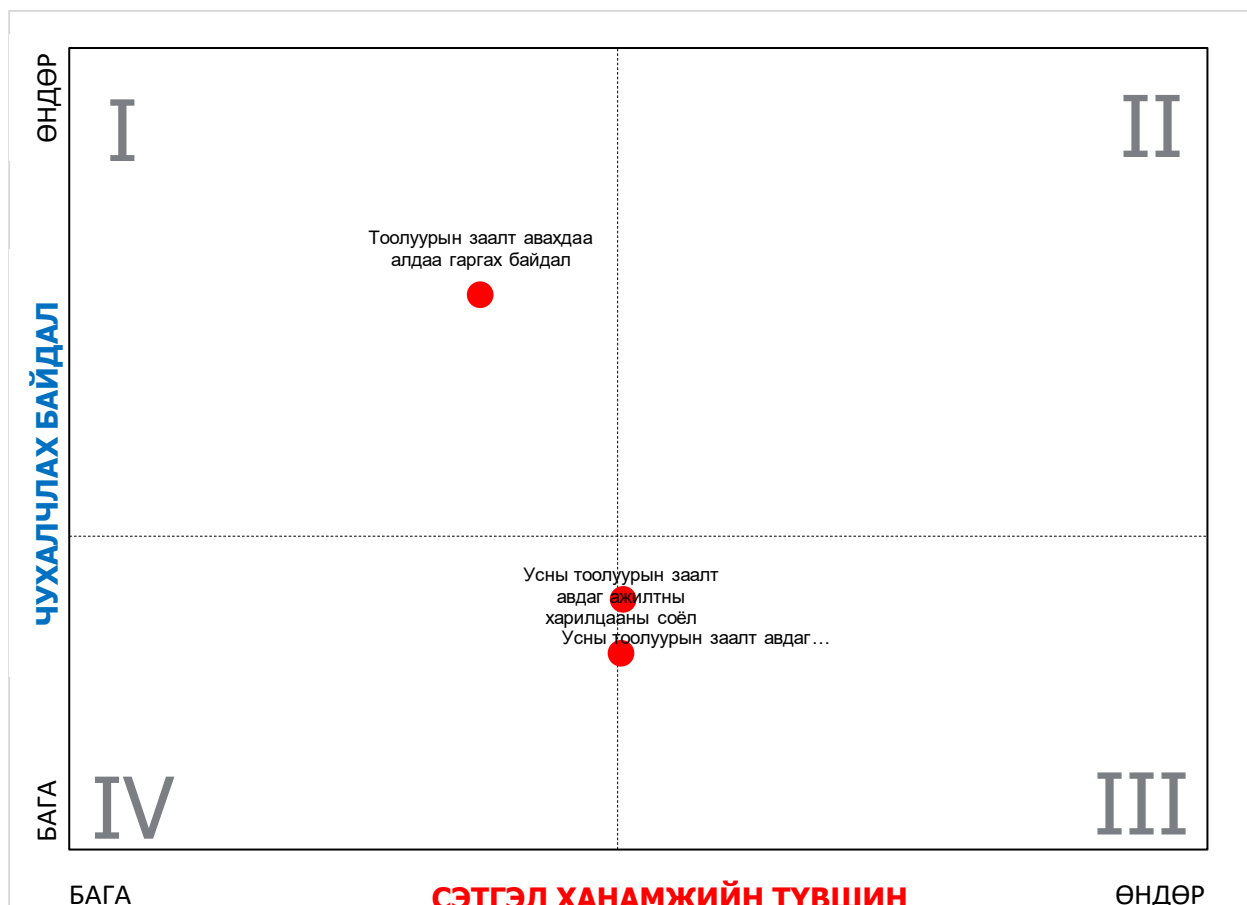 ӨНДӨР
I
II
Тоолуурын заалт авахдаа
алдаа гаргах байдал
ЧУХАЛЧЛАХ БАЙДАЛ
Усны тоолуурын заалт
авдаг ажилтны
харилцааны соёл
Усны тоолуурын заалт авдаг…
БАГА
IV
III
БАГА
СЭТГЭЛ ХАНАМЖИЙН ТҮВШИН
ӨНДӨР